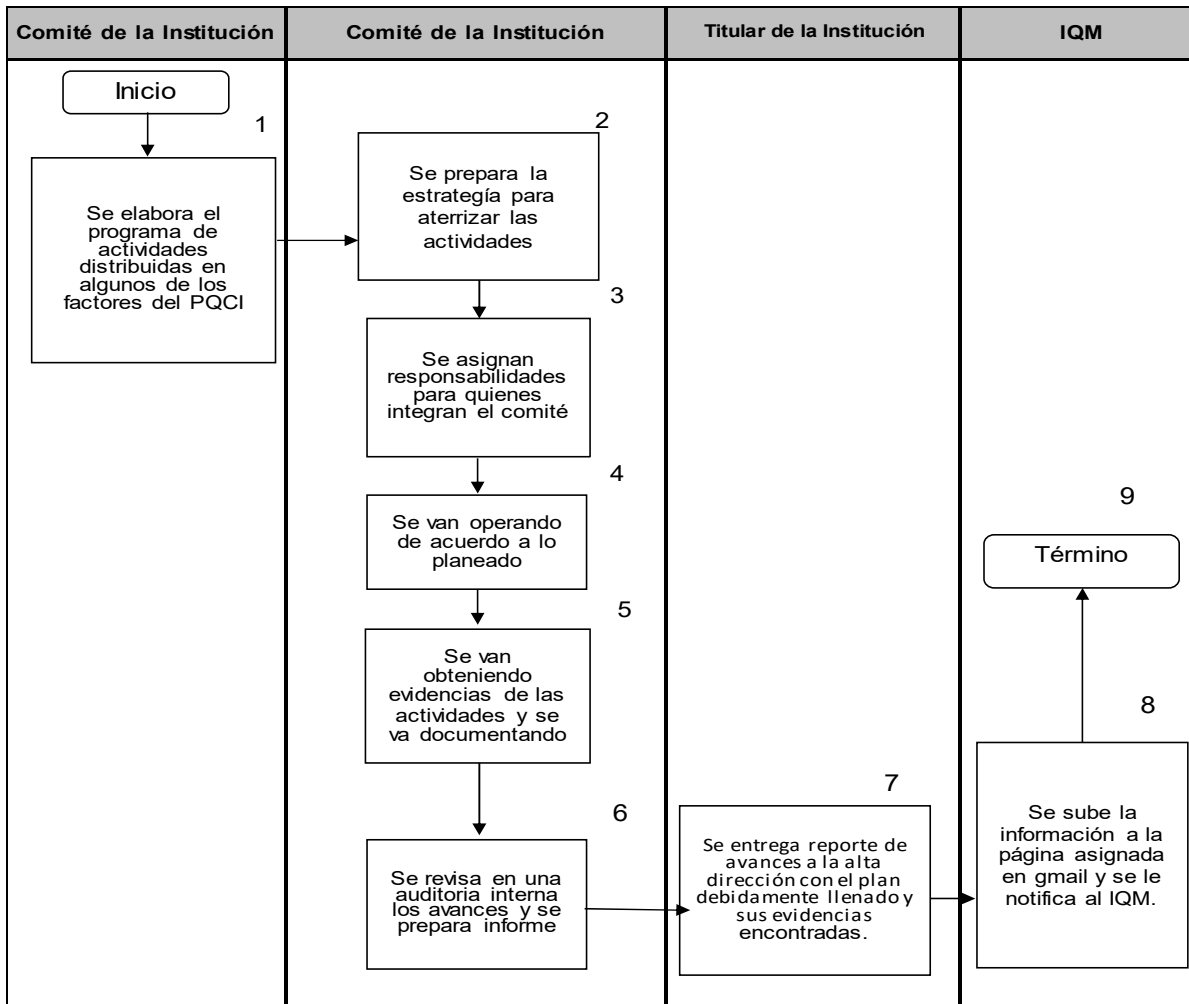 Comité de la Institución
Comité de la Institución
Titular de la Institución
IQM
Inicio
1
Se elabora el
programa de
actividades
distribuidas en
algunos de los
factores del PQCI
2
Se prepara la
estrategía para
aterrizar las
actividades
3
Se asignan
responsabilidades
para quienes
integran el comité
4
Se van operando
de acuerdo a lo
planeado
5
Se van
obteniendo
evidencias de las
actividades y se
va documentando
6
Se revisa en una
auditoria interna
los avances y se
prepara informe
7
Se entrega reporte de
avances a la alta
dirección con el plan
debidamente llenado y
sus evidencias
encontradas.
8
Se sube la
información a la
página asignada
en gmail y se le
notifica al IQM.
9
Término